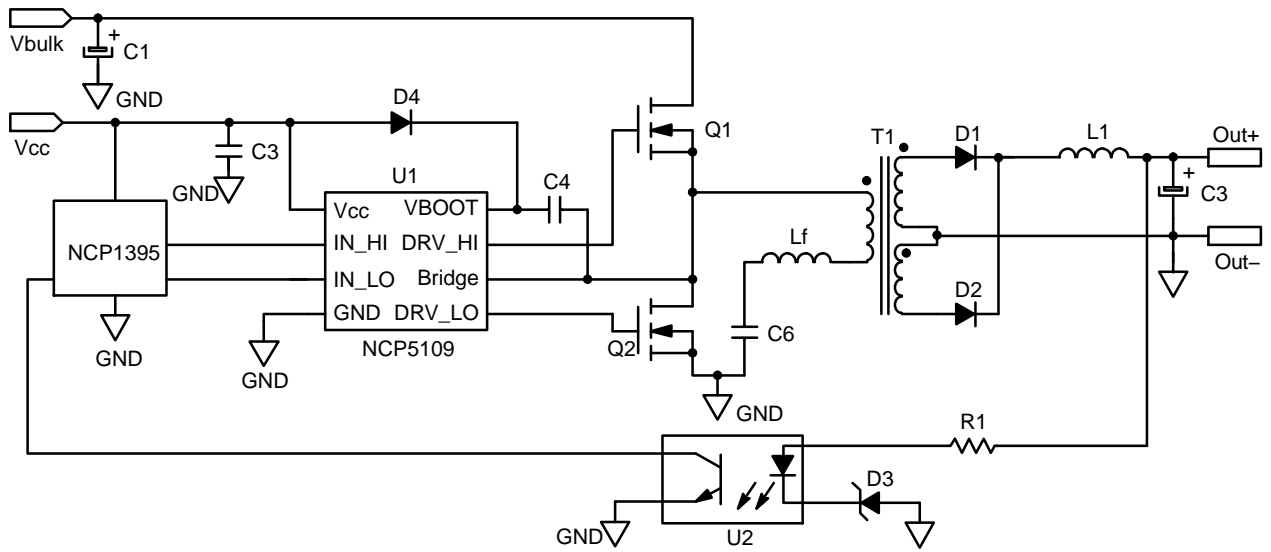 Vbulk
+
C1
GND
Vcc
D4
C3
GND
U1
Vcc
VBOOT
IN_HI
DRV_HI
IN_LO
Bridge
GND
DRV_LO
NCP5109
NCP1395
GND
GND
C4
Q1
Q2
GND
Lf
C6
T1
D1
D2
L1
Out+
+
C3
Out–
R1
D3
U2
GND